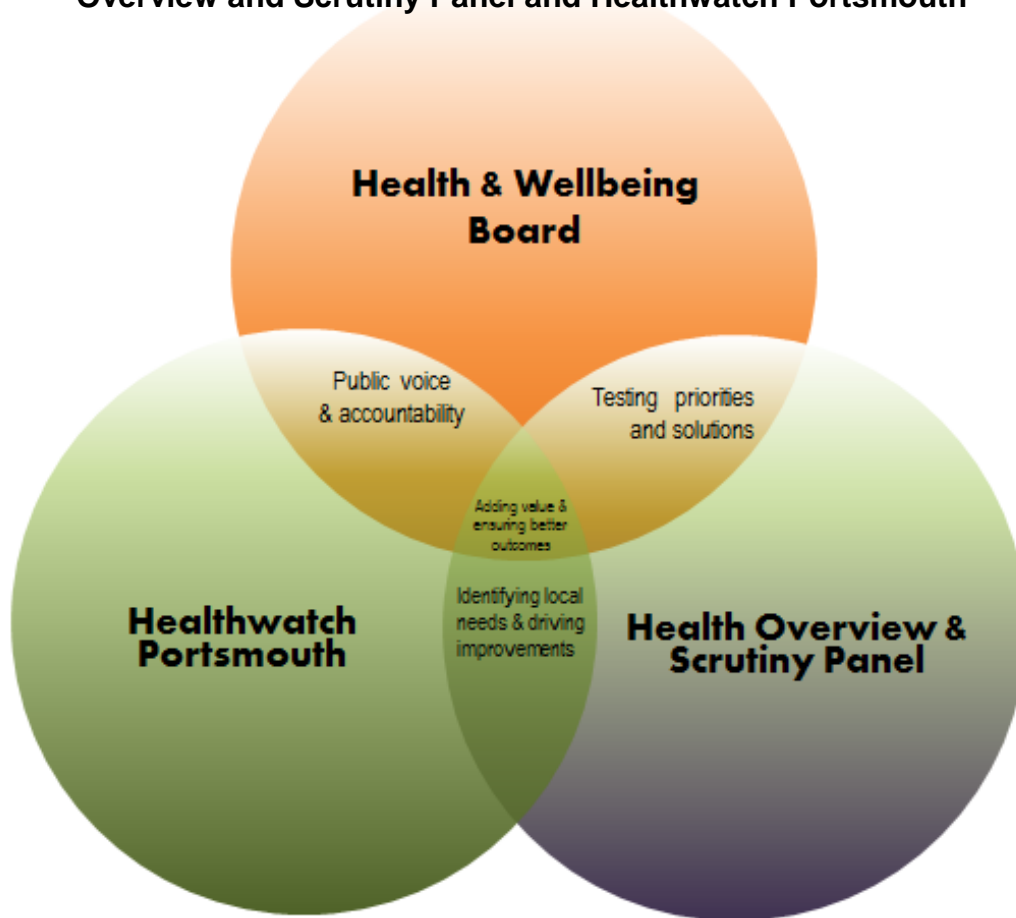 Overview and Scrutiny Panel and Healthwatch Portsmouth
Health & Wellbeing
Board
Public voice
& accountability
Testing priorities
and solutions
Adding value &
ensuring better
outcomes
Identifying local
needs & driving
improvements
Healthwatch
Portsmouth
Health Overview &
Scrutiny Panel